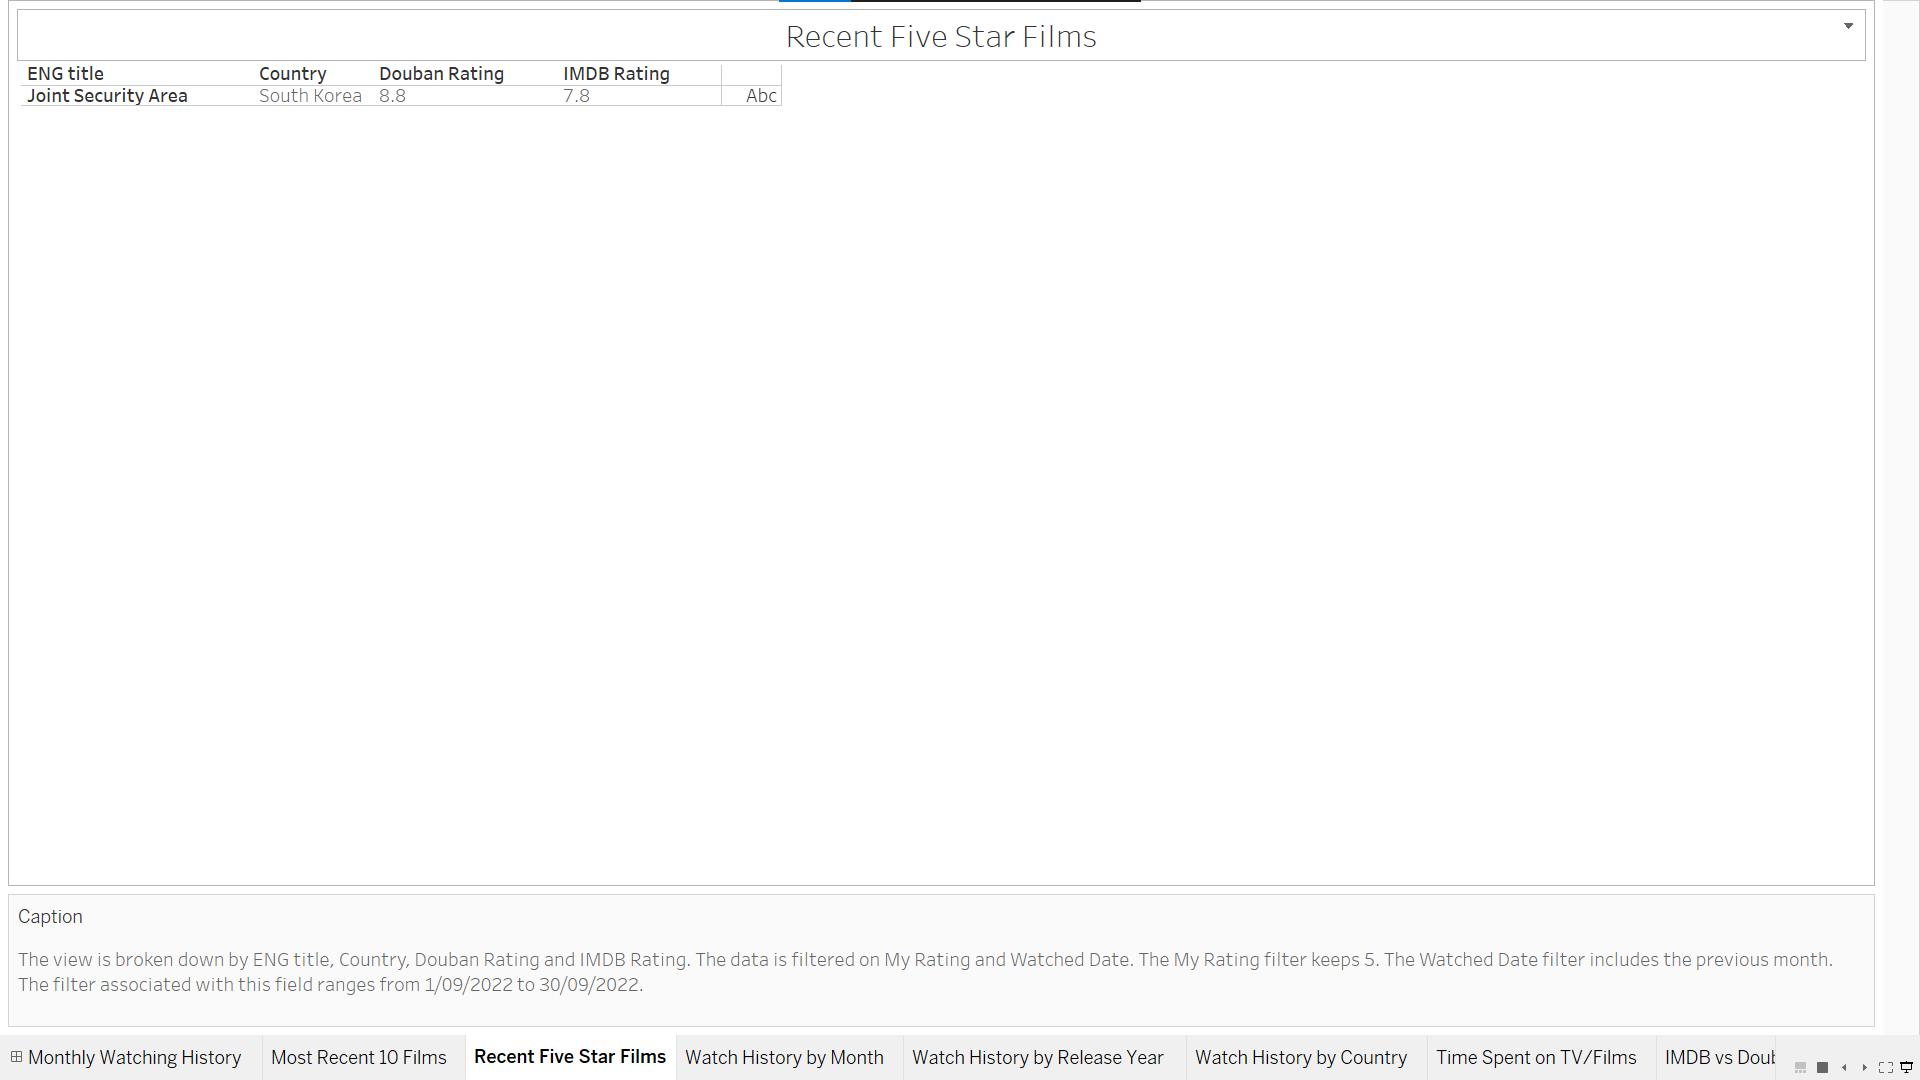 Recent Five Star Films
ENG title Country Douban Rating IMDB Rating
Joint Security Area South Korea 8.8 7.8 Abc
Caption
The view is broken down by ENG title, Country, Douban Rating and IMDB Rating. The data is filtered on My Rating and Watched Date. The My Rating filter keeps 5. The Watched Date filter includes the previous month.
The filter associated with this field ranges from 1/09/2022 to 30/09/2022.
Monthly Watching History Most Recent 10 Films Recent Five Star Films Watch History by Month Watch History by Release Year Watch History by Country Time Spent on TV/Films IMDB vs